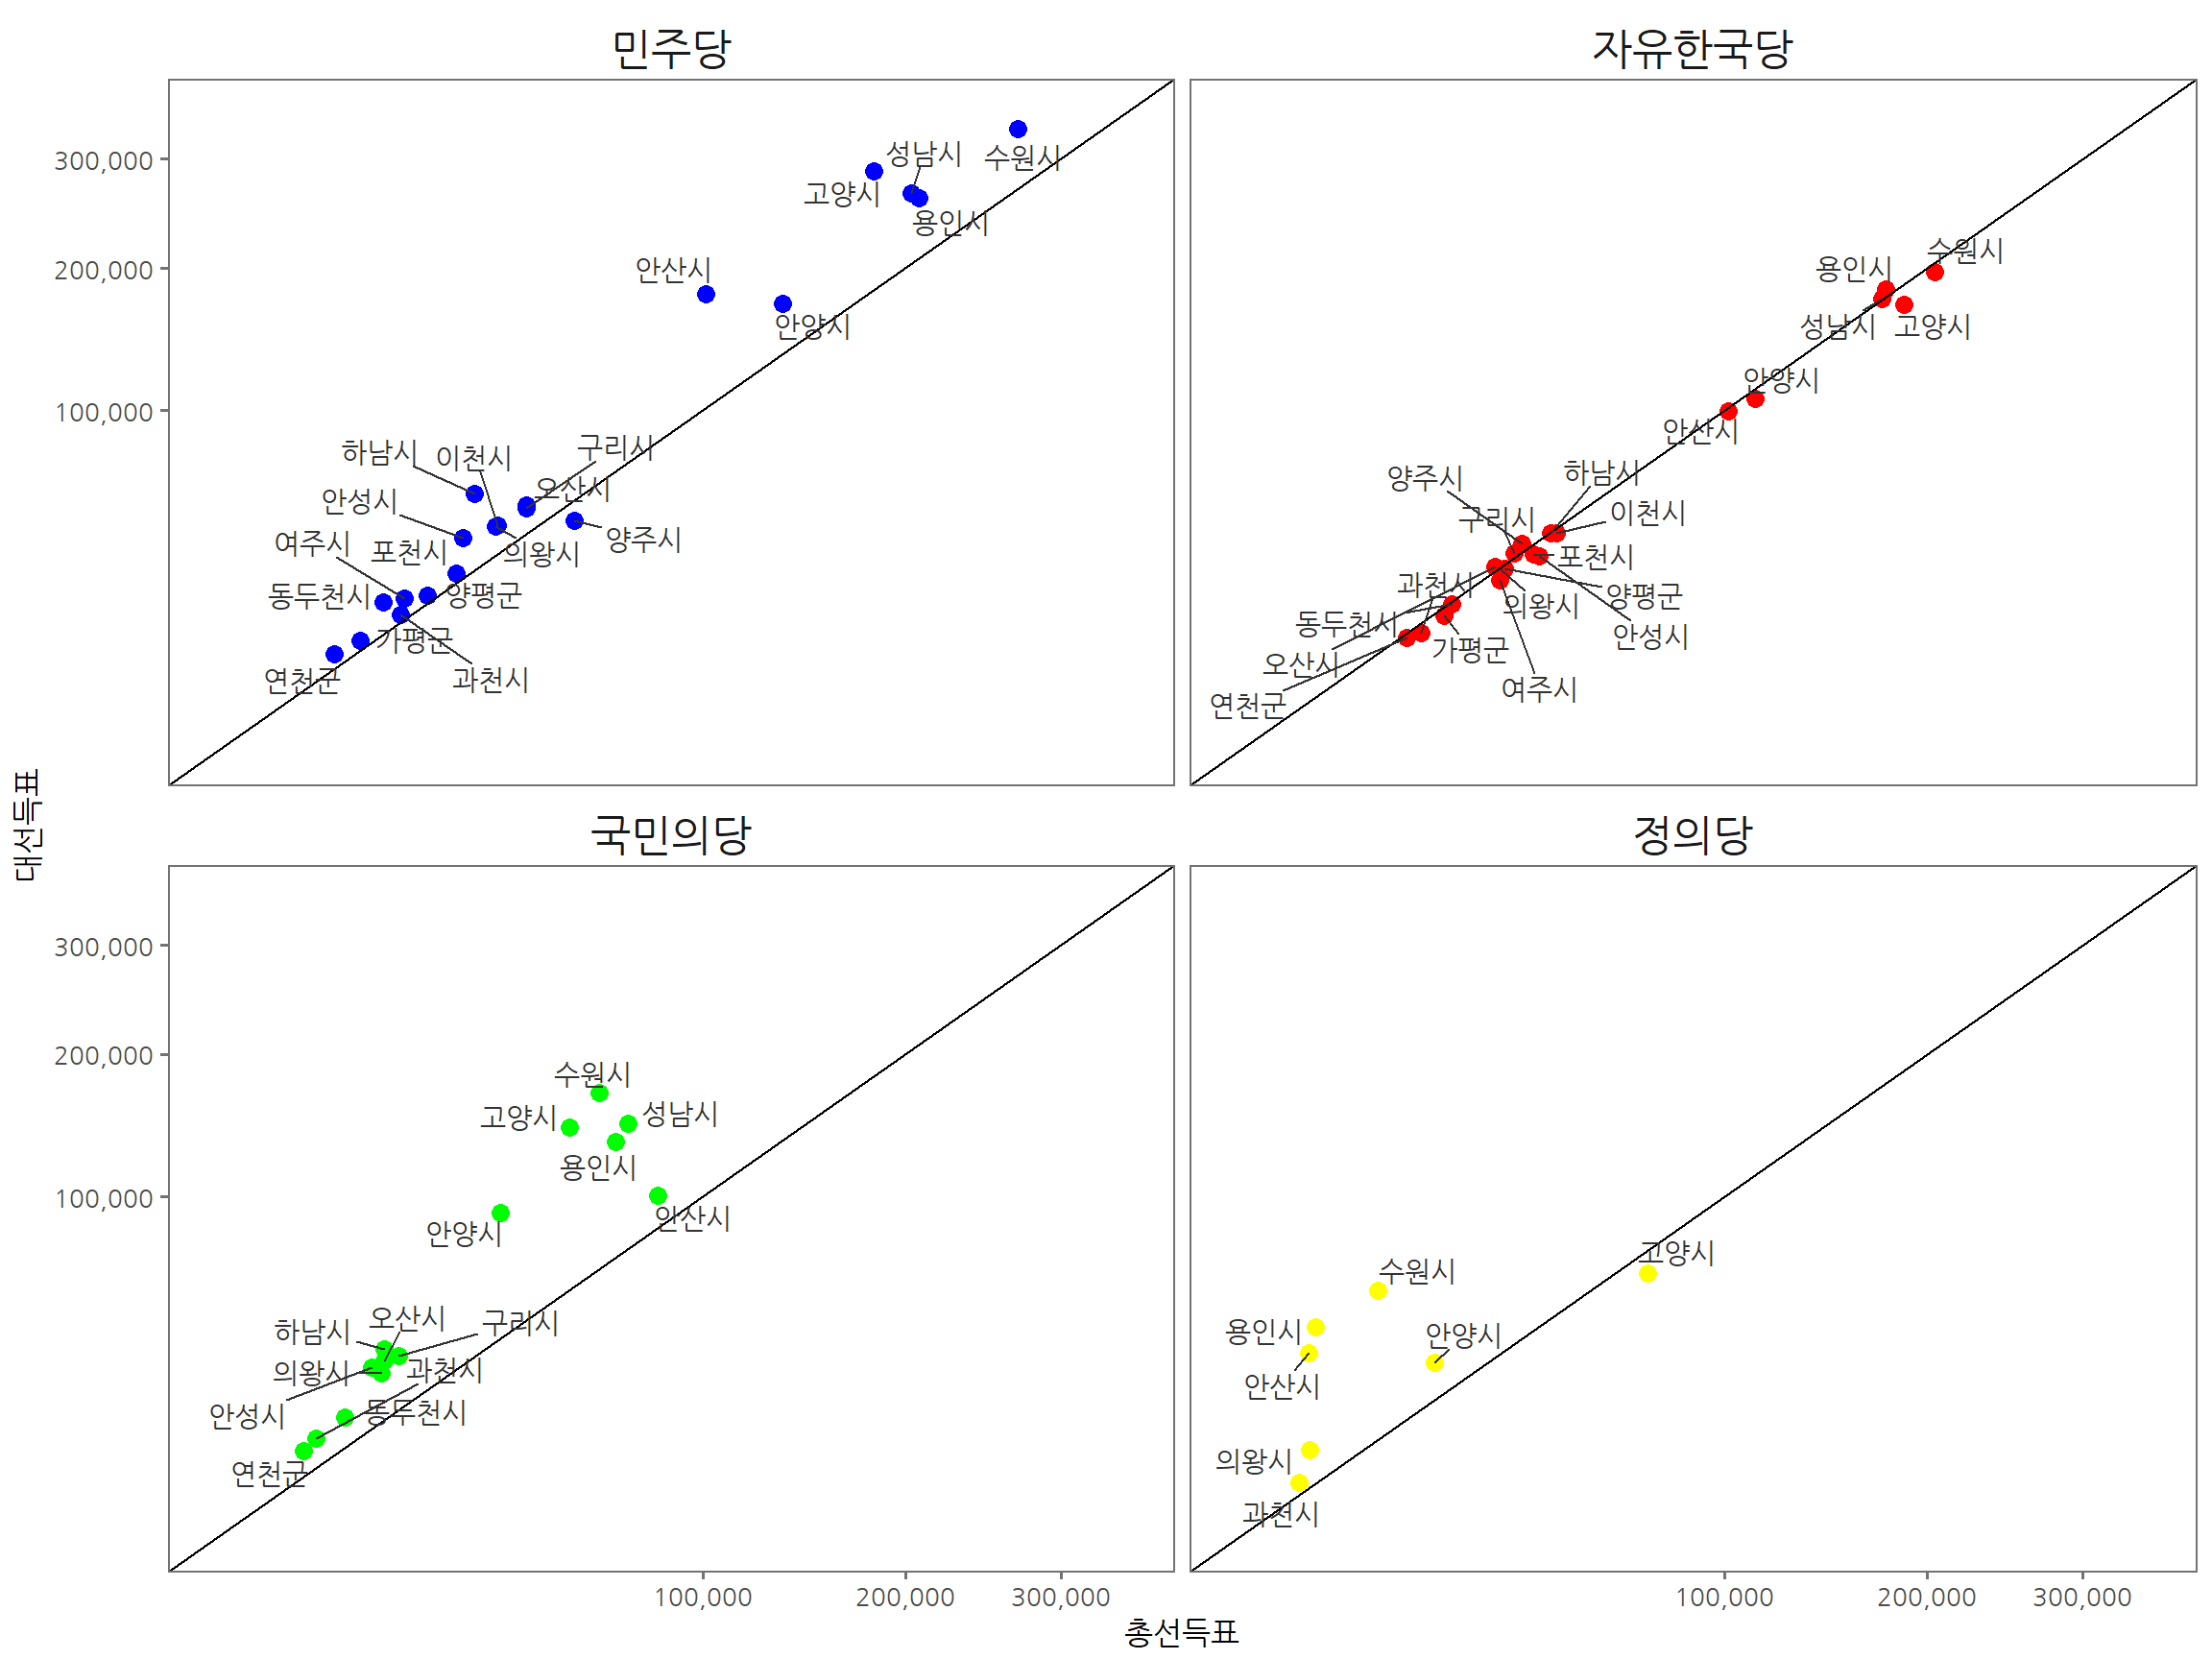 민주당
자유한국당
국민의당
정의당
대선득표
총선득표
300,000
200,000
100,000
성남시
수원시
고양시
용인시
안산시
안양시
하남시
이천시
구리시
안성시
오산시
양주시
여주시
포천시
의왕시
동두천시
양평군
가평군
연천군
과천시
수원시
용인시
성남시
고양시
안양시
안산시
양주시
하남시
구리시
이천시
포천시
과천시
양평군
의왕시
동두천시
안성시
가평군
오산시
여주시
연천군
300,000
200,000
100,000
수원시
고양시
성남시
용인시
안양시
안산시
하남시
오산시
구리시
의왕시
과천시
안성시
동두천시
연천군
고양시
수원시
용인시
안양시
안산시
의왕시
과천시
100,000
200,000
300,000
100,000
200,000
300,000